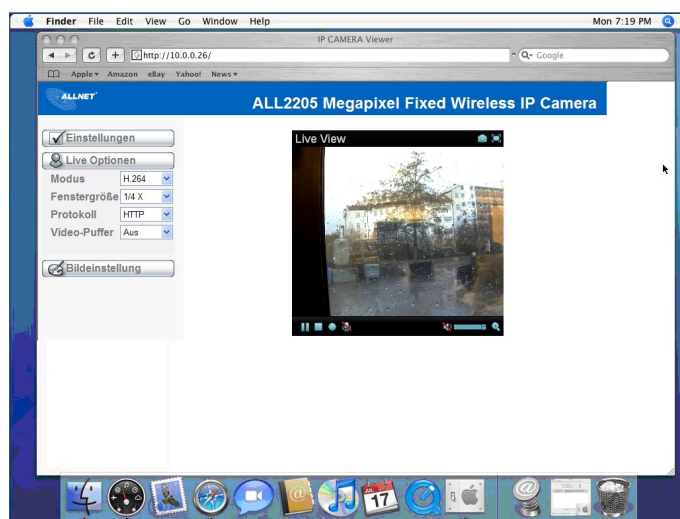 Finder File Edit View Go Window Help Mon 7:19 PM
IP CAMERA Viewer
http://10.0.0.26/ Google
Apple Amazon eBay Yahoo! News
ALLNET
ALL2205 Megapixel Fixed Wireless IP Camera
Einstellungen
Live Optionen
Modus H.264
Fenstergröße 1/4 X
Protokoll HTTP
Video-Puffer Aus
Bildeinstellung
Live View
JUL
17